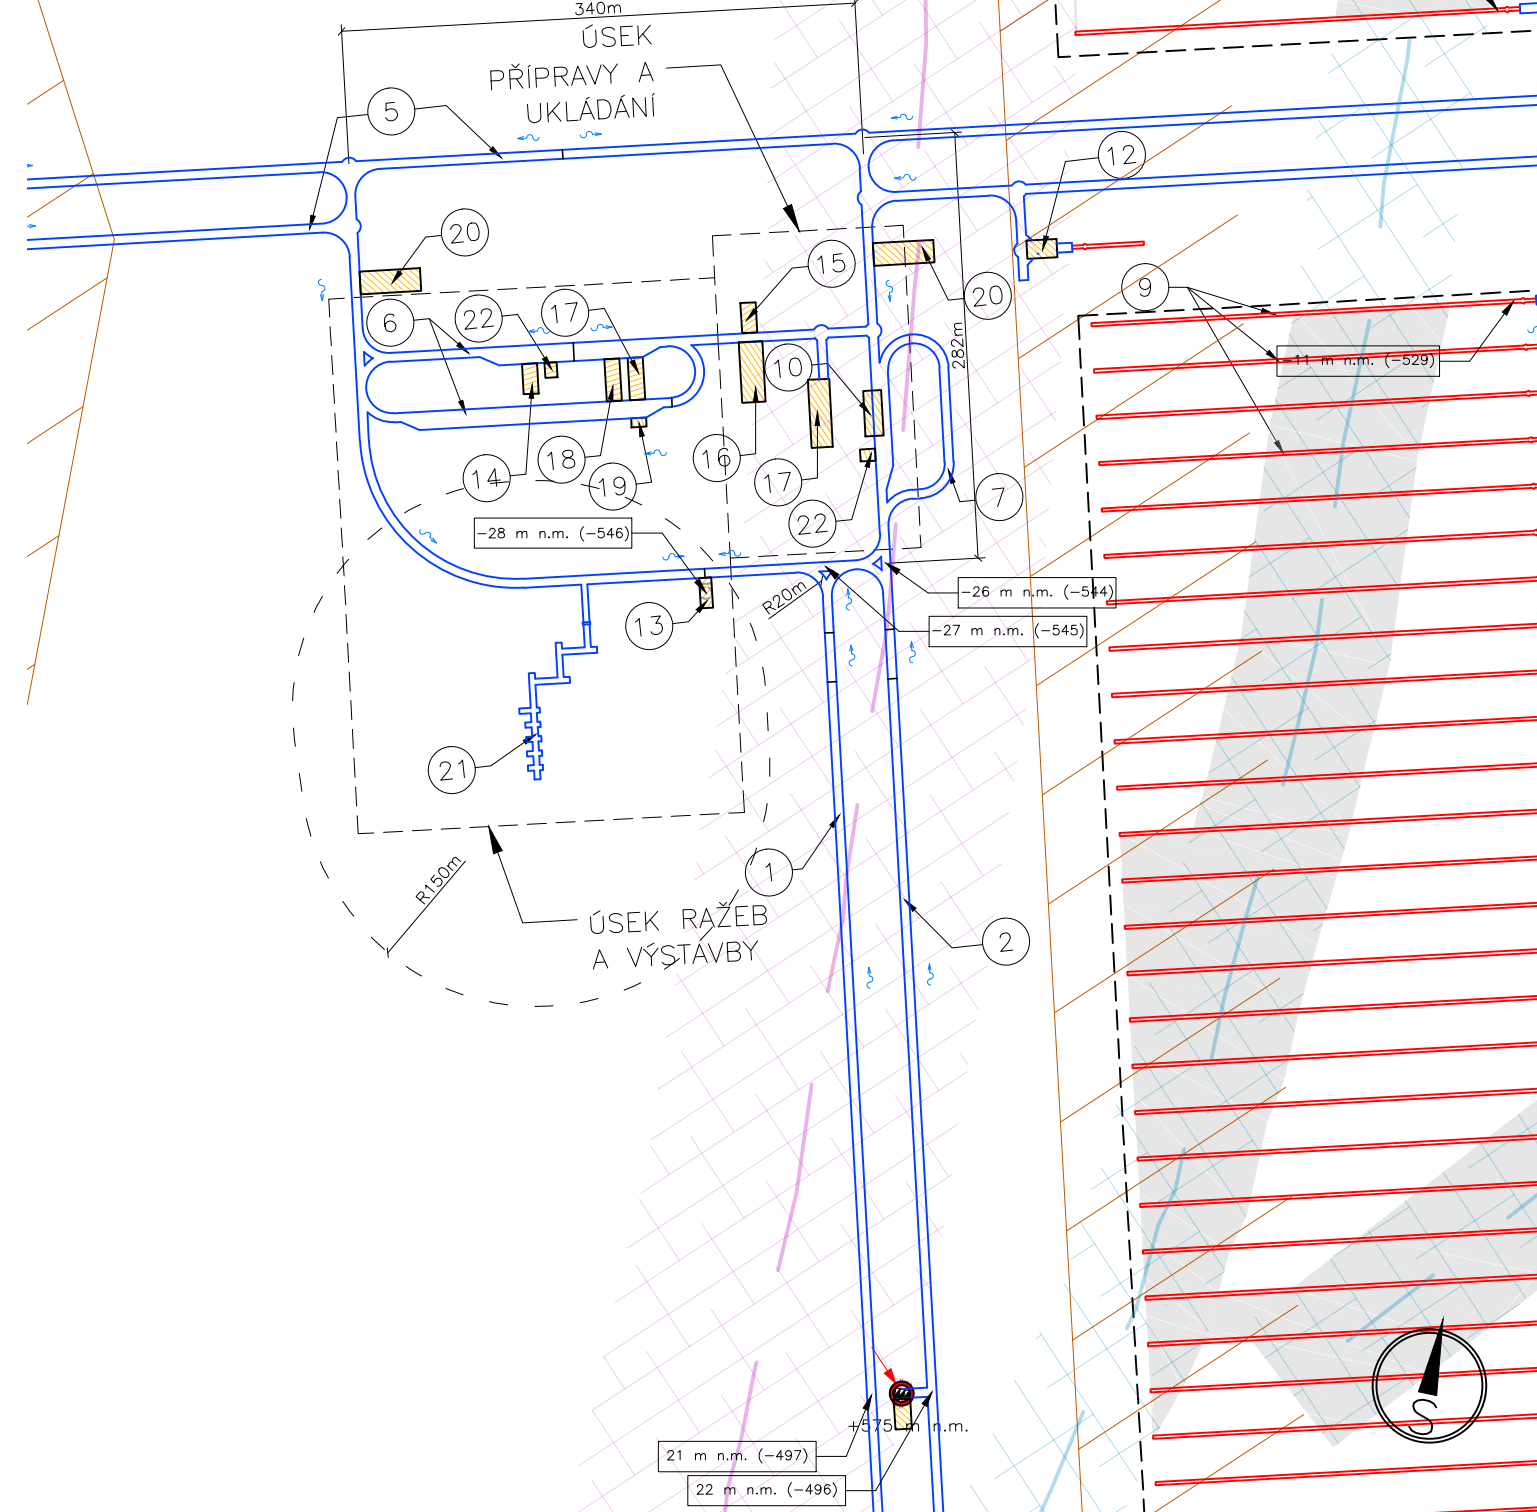 340m
ÚSEK
PŘÍPRAVY A
UKLÁDÁNÍ
5
12
20
15
20
9
6
22
17
282m
-11 m n.m. (-529)
10
14
18
19
16
17
22
7
-28 m n.m. (-546)
R20m
-26 m n.m. (-544)
13
-27 m n.m. (-545)
21
1
R150m
ÚSEK RAŽEB
A VÝSTAVBY
2
+575 m n.m.
S
21 m n.m. (-497)
22 m n.m. (-496)